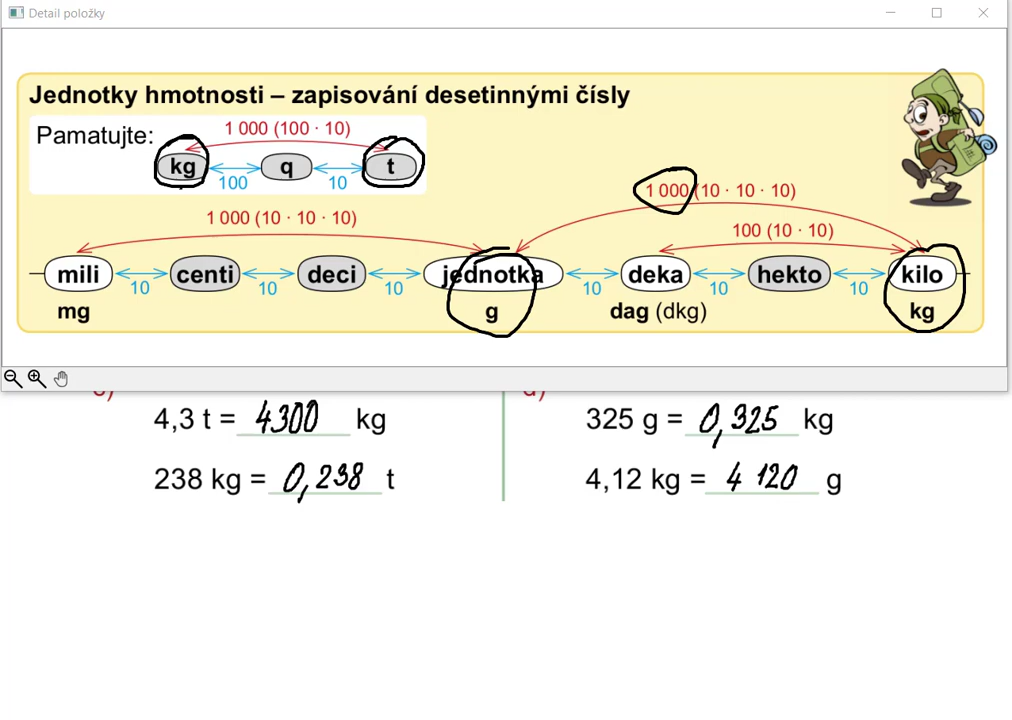 Detail položky
Jednotky hmotnosti – zapisování desetinnými čísly
Pamatujte:
1 000 (100 · 10)
kg q t
100 10
1 000 (10 · 10 · 10)
1 000 (10 · 10 · 10)
100 (10 · 10)
mili centi deci jednotka deka hekto kilo
10 10 10 10 10 10
mg g dag (dkg) kg
4,3 t = 4300 kg
238 kg = 0,238 t
325 g = 0,325 kg
4,12 kg = 4 120 g